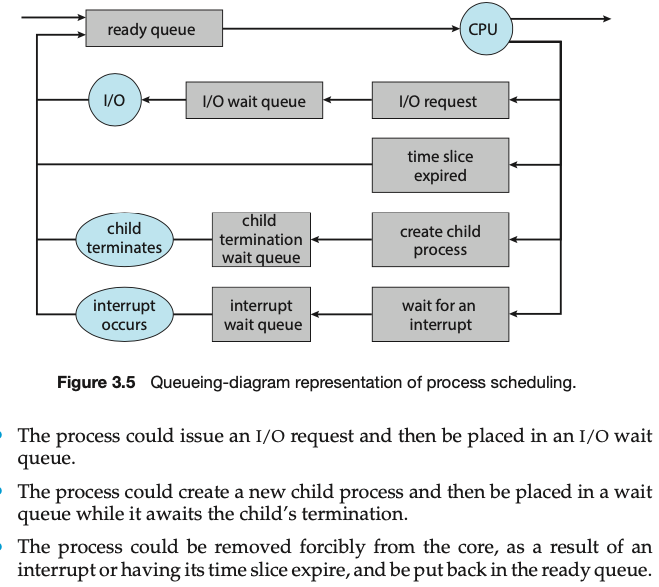 ready queue
CPU
I/O
I/O wait queue
I/O request
time slice
expired
child
terminates
child
termination
wait queue
create child
process
interrupt
occurs
interrupt
wait queue
wait for an
interrupt
Figure 3.5 Queueing-diagram representation of process scheduling.
• The process could issue an I/O request and then be placed in an I/O wait
queue.
• The process could create a new child process and then be placed in a wait
queue while it awaits the child’s termination.
• The process could be removed forcibly from the core, as a result of an
interrupt or having its time slice expire, and be put back in the ready queue.